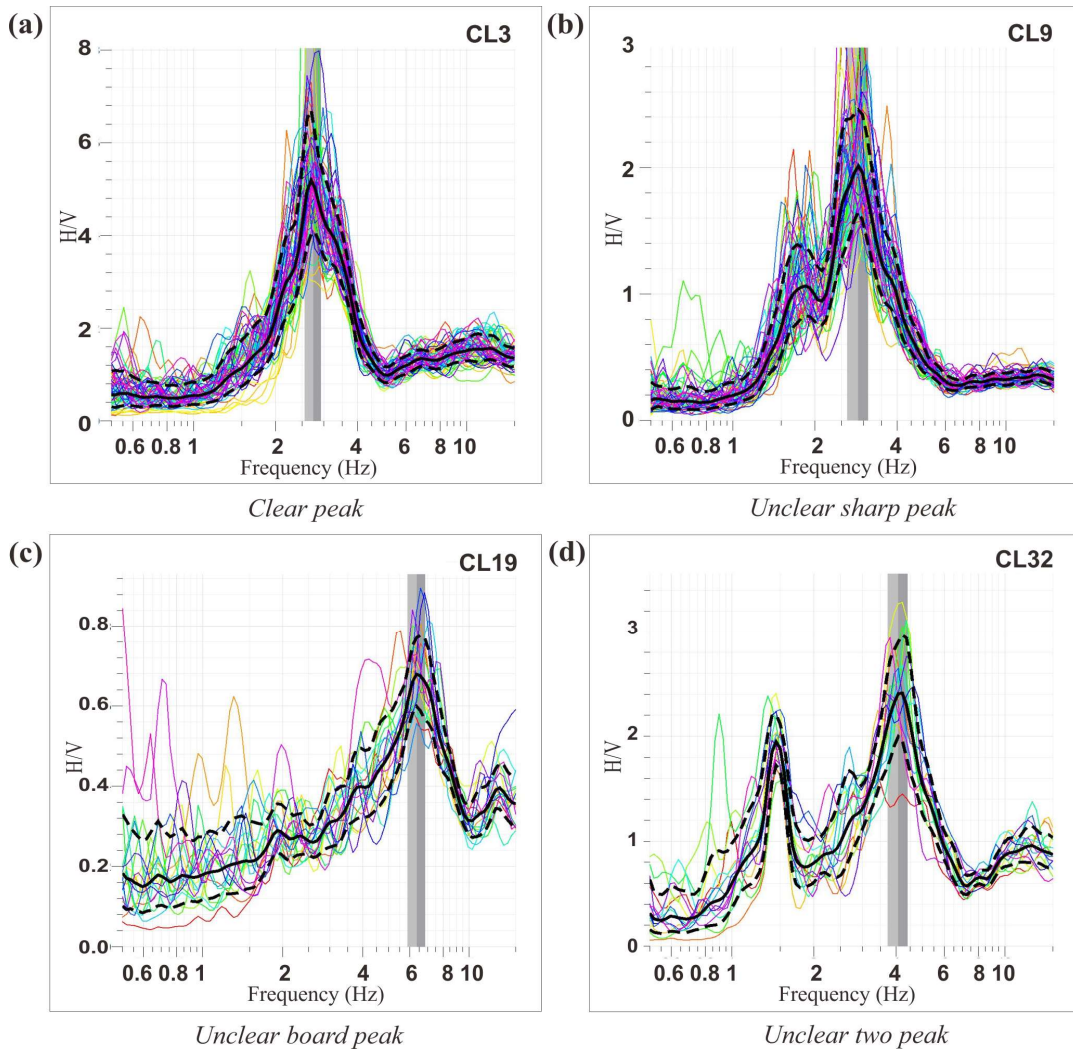 (a)
CL3
8
6
4
2
0
H/V
0.6 0.8 1 2 4 6 8 10
Frequency (Hz)
Clear peak
(b)
CL9
3
2
1
0
H/V
0.6 0.8 1 2 4 6 8 10
Frequency (Hz)
Unclear sharp peak
(c)
CL19
0.8
0.6
0.4
0.2
0.0
H/V
0.6 0.8 1 2 4 6 8 10
Frequency (Hz)
Unclear board peak
(d)
CL32
3
2
1
0
H/V
0.6 0.8 1 2 4 6 8 10
Frequency (Hz)
Unclear two peak